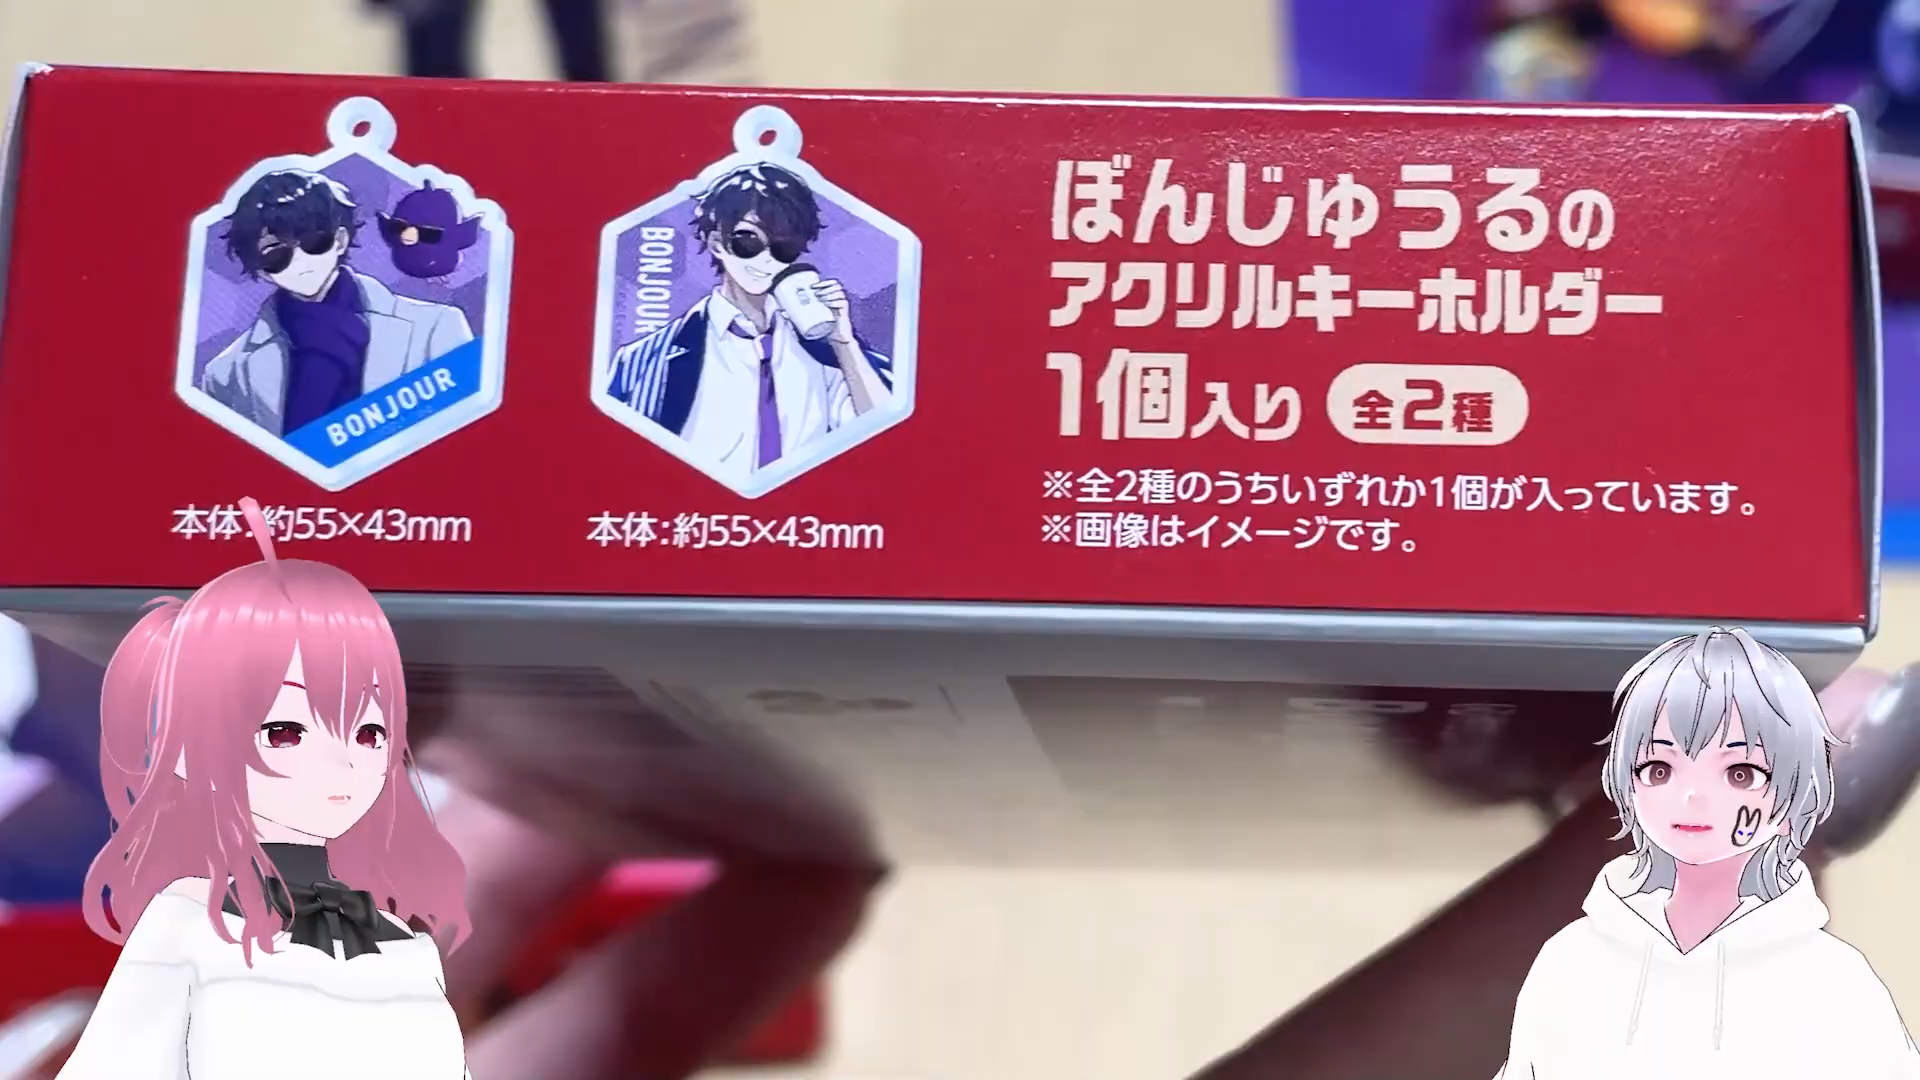 BONJOUR
BONJOUR
本体:約55×43mm
本体:約55×43mm
ぼんじゅうるの
アクリルキーホルダー
1個入り 全2種
※全2種のうちいずれか1個が入っています。
※画像はイメージです。